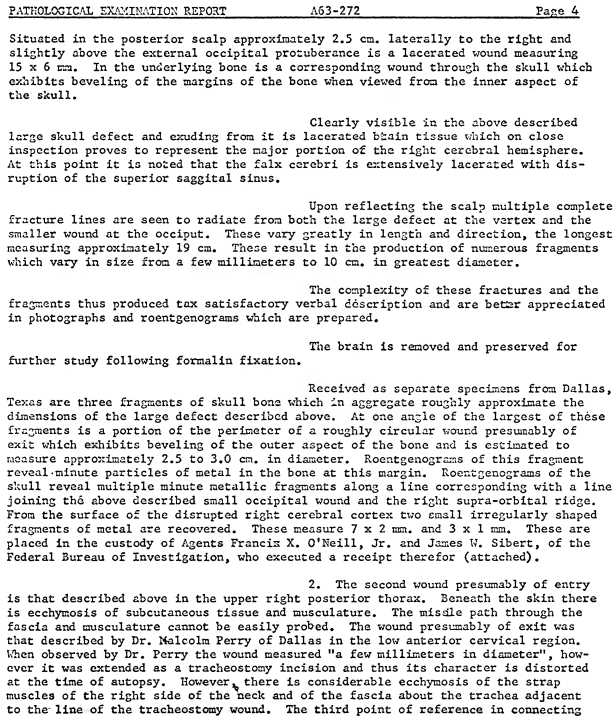 PATHOLOGICAL EXAMINATION REPORT A63-272 Page 4
Situated in the posterior scalp approximately 2.5 cm. laterally to the right and
slightly above the external occipital protuberance is a lacerated wound measuring
15 x 6 mm. In the underlying bone is a corresponding wound through the skull which
exhibits beveling of the margins of the bone when viewed from the inner aspect of
the skull.
Clearly visible in the above described
large skull defect and exuding from it is lacerated brain tissue which on close
inspection proves to represent the major portion of the right cerebral hemisphere.
At this point it is noted that the falx cerebri is extensively lacerated with dis-
ruption of the superior saggital sinus.
Upon reflecting the scalp multiple complete
fracture lines are seen to radiate from both the large defect at the vertex and the
smaller wound at the occiput. These vary greatly in length and direction, the longest
measuring approximately 19 cm. These result in the production of numerous fragments
which vary in size from a few millimeters to 10 cm. in greatest diameter.
The complexity of these fractures and the
fragments thus produced tax satisfactory verbal description and are better appreciated
in photographs and roentgenograms which are prepared.
The brain is removed and preserved for
further study following formalin fixation.
Received as separate specimens from Dallas,
Texas are three fragments of skull bone which in aggregate roughly approximate the
dimensions of the large defect described above. At one angle of the largest of these
fragments is a portion of the perimeter of a roughly circular wound presumably of
exit which exhibits beveling of the outer aspect of the bone and is estimated to
measure approximately 2.5 to 3.0 cm. in diameter. Roentgenograms of this fragment
reveal minute particles of metal in the bone at this margin. Roentgenograms of the
skull reveal multiple minute metallic fragments along a line corresponding with a line
joining the above described small occipital wound and the right supra-orbital ridge.
From the surface of the disrupted right cerebral cortex two small irregularly shaped
fragments of metal are recovered. These measure 7 x 2 mm. and 3 x 1 mm. These are
placed in the custody of Agents Francis X. O'Neill, Jr. and James W. Sibert, of the
Federal Bureau of Investigation, who executed a receipt therefor (attached).
2. The second wound presumably of entry
is that described above in the upper right posterior thorax. Beneath the skin there
is ecchymosis of subcutaneous tissue and musculature. The missile path through the
fascia and musculature cannot be easily probed. The wound presumably of exit was
that described by Dr. Malcolm Perry of Dallas in the low anterior cervical region.
When observed by Dr. Perry the wound measured "a few millimeters in diameter", how-
ever it was extended as a tracheostomy incision and thus its character is distorted
at the time of autopsy. However, there is considerable ecchymosis of the strap
muscles of the right side of the neck and of the fascia about the trachea adjacent
to the line of the tracheostomy wound. The third point of reference in connecting